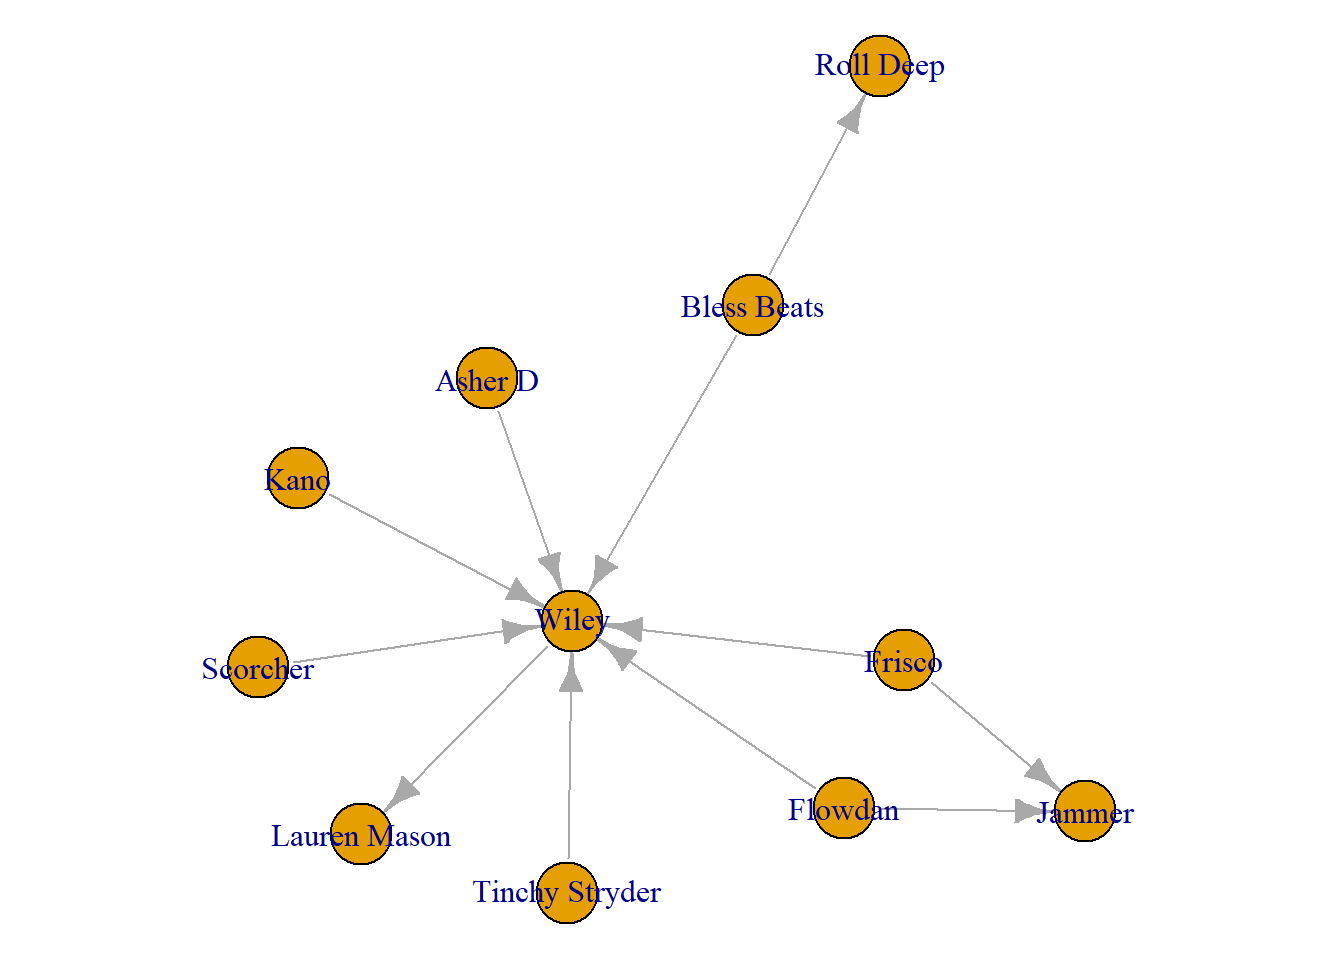 Roll Deep
Bless Beats
Asher D
Kano
Wiley
Scorcher
Frisco
Lauren Mason
Flowdan
Jammer
Tinchy Stryder